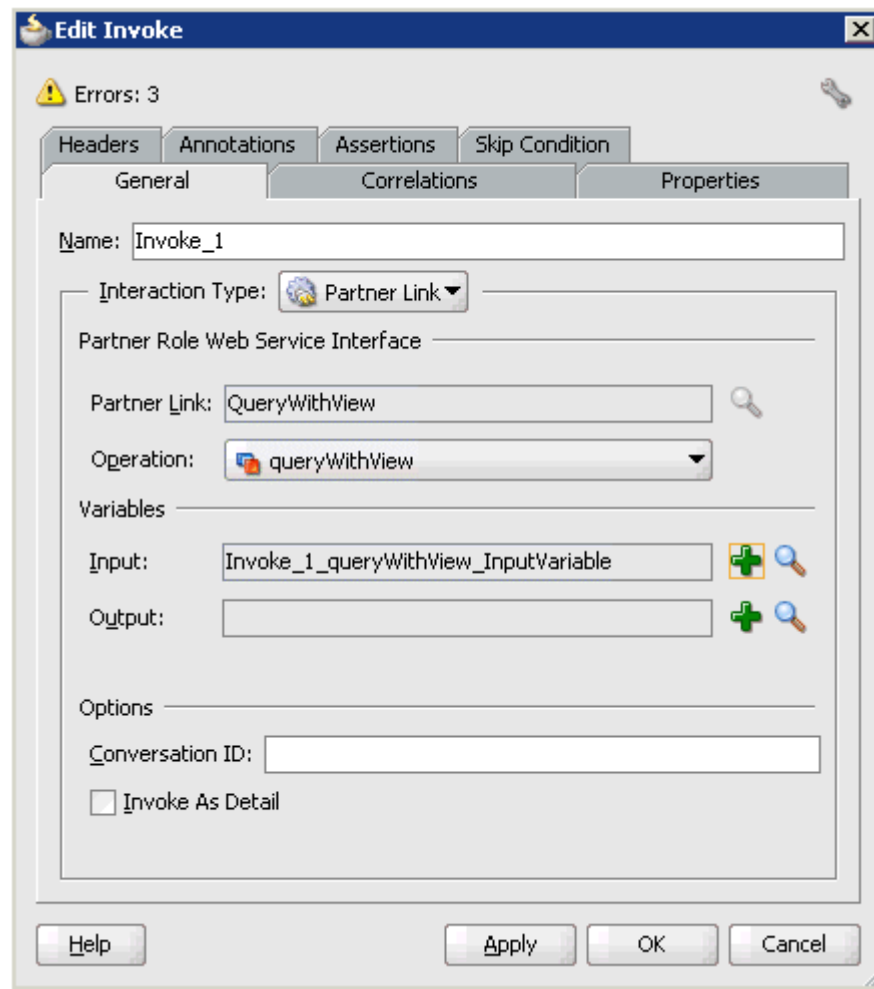 Edit Invoke
Errors: 3
Headers Annotations Assertions Skip Condition
General Correlations Properties
Name: Invoke_1
Interaction Type: Partner Link
Partner Role Web Service Interface
Partner Link: QueryWithView
Operation: queryWithView
Variables
Input: Invoke_1_queryWithView_InputVariable
Output:
Options
Conversation ID:
Invoke As Detail
Help Apply OK Cancel